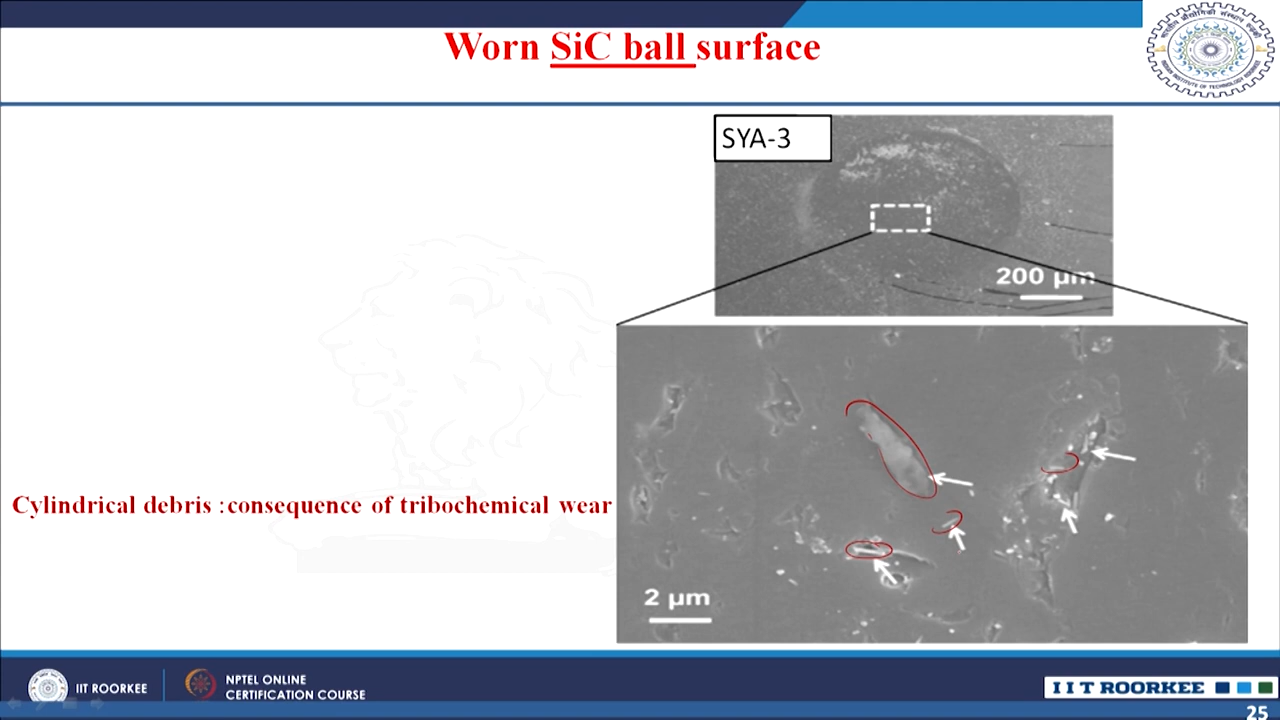 Worn SiC ball surface
SYA-3
200 µm
Cylindrical debris :consequence of tribochemical wear
2 µm
IIT ROORKEE
NPTEL ONLINE
CERTIFICATION COURSE
IIT ROORKEE
25